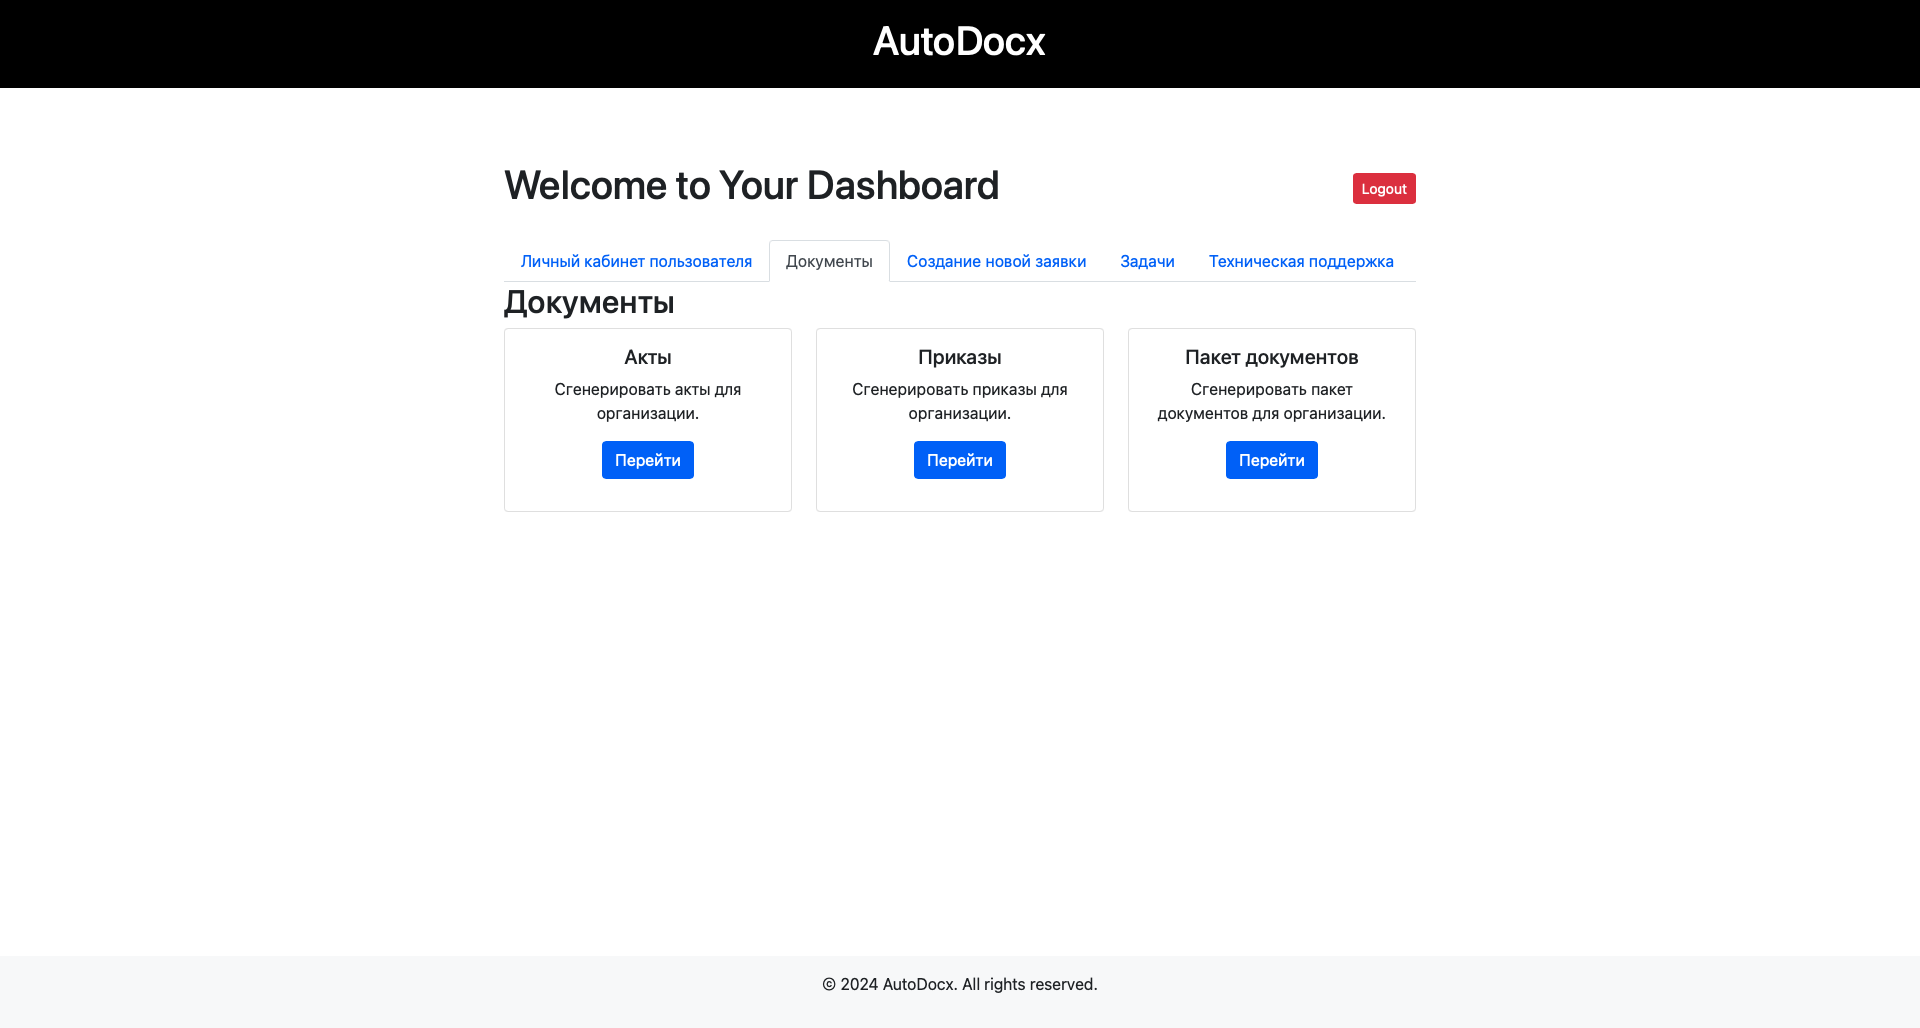 AutoDocx
Welcome to Your Dashboard
Logout
Личный кабинет пользователя
Документы
Создание новой заявки
Задачи
Техническая поддержка
Документы
Акты
Сгенерировать акты для
организации.
Перейти
Приказы
Сгенерировать приказы для
организации.
Перейти
Пакет документов
Сгенерировать пакет
документов для организации.
Перейти
© 2024 AutoDocx. All rights reserved.